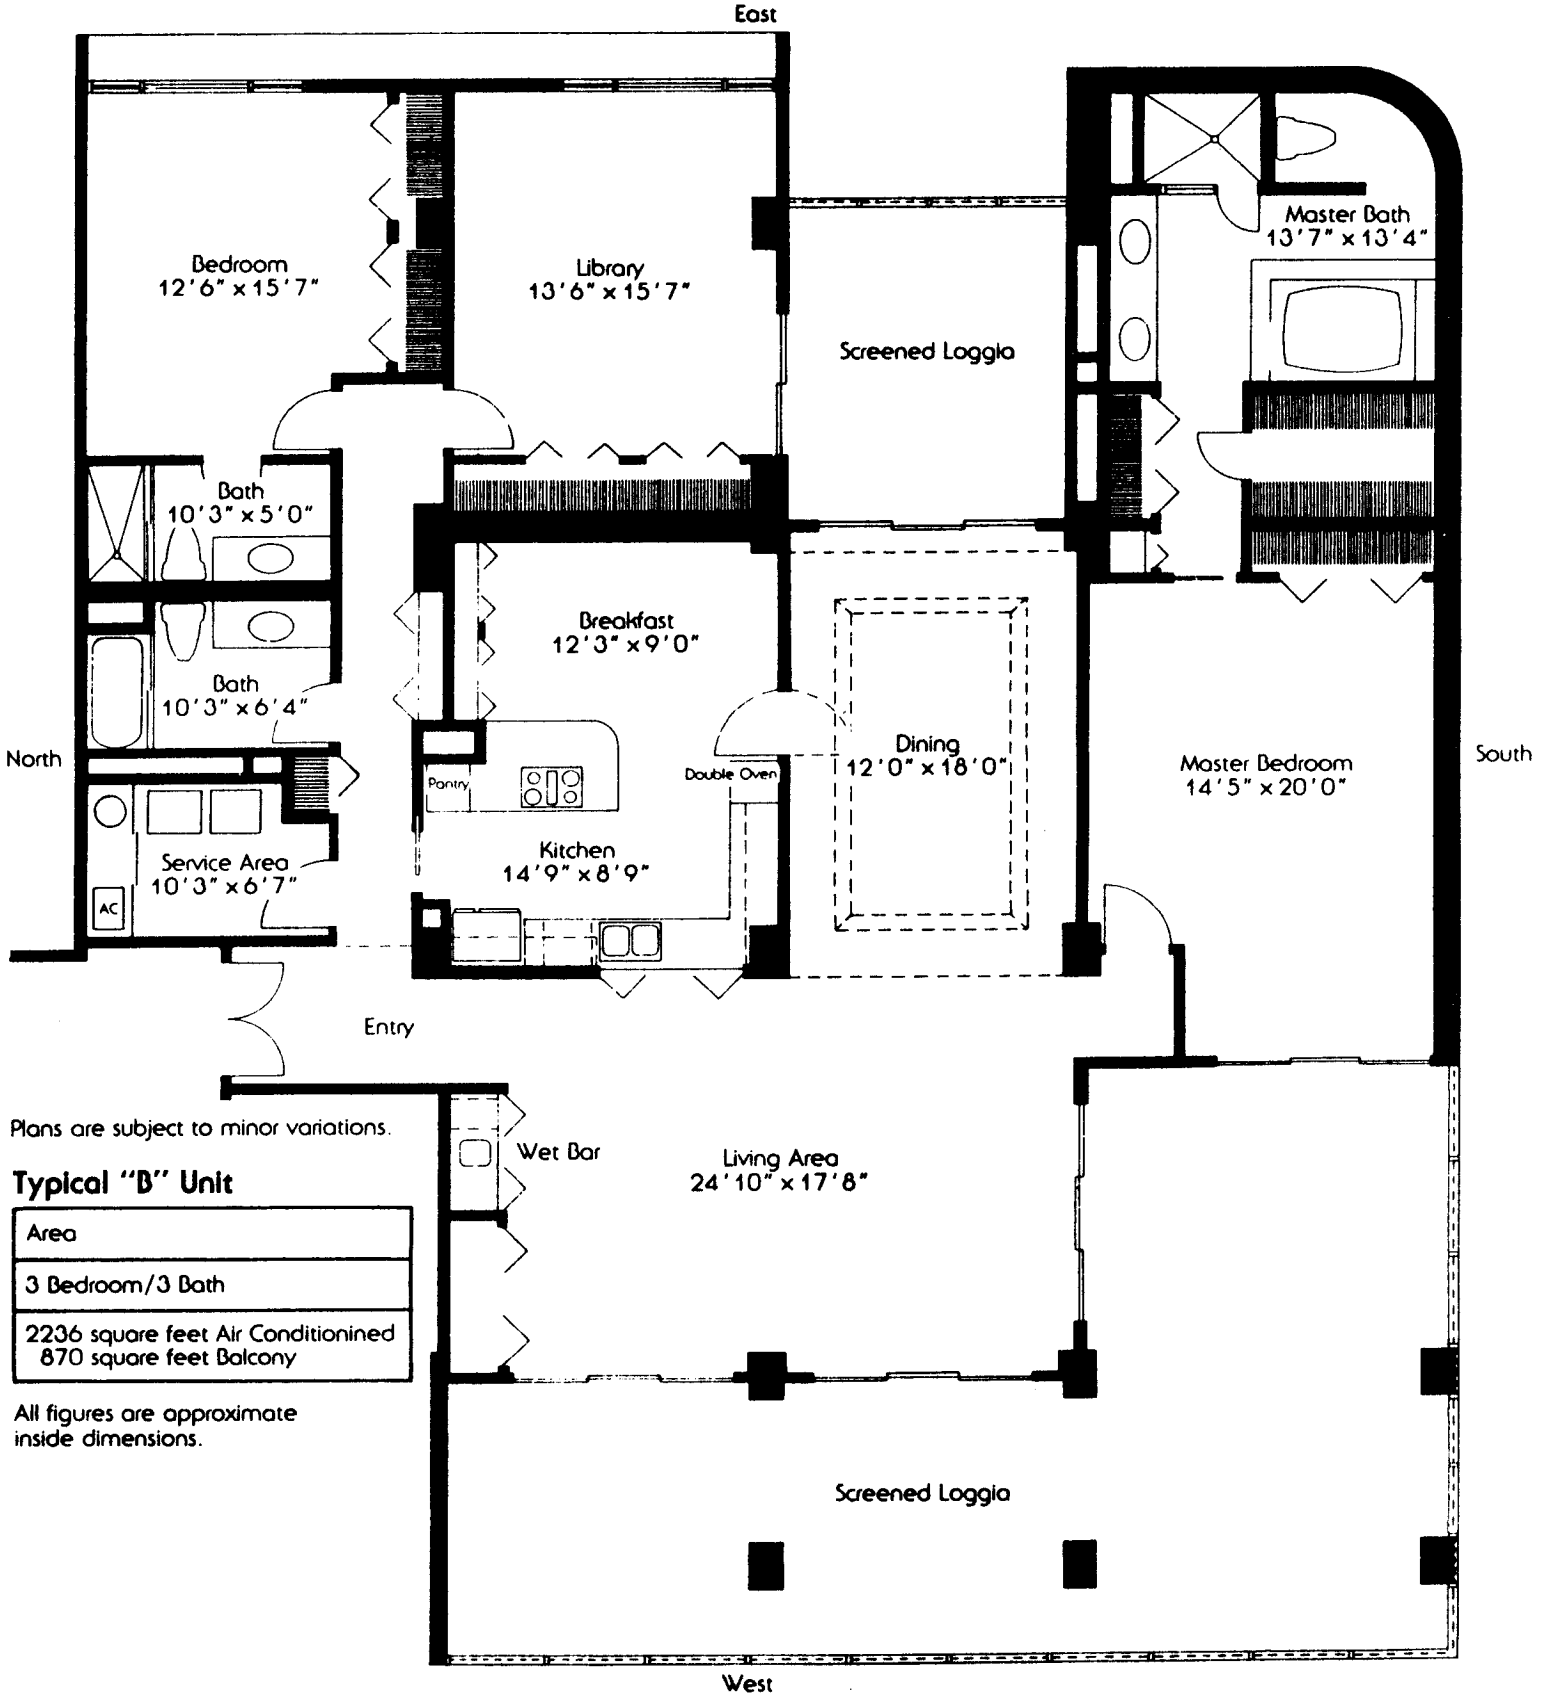 East
Master Bath
13'7" x 13'4"
Bedroom
12'6" x 15'7"
Library
13'6" x 15'7"
Screened Loggia
Bath
10'3" x 5'0"
Breakfast
12'3" x 9'0"
Bath
10'3" x 6'4"
North
Dining
12'0" x 18'0"
South
Master Bedroom
14'5" x 20'0"
Pantry
Double Oven
Kitchen
14'9" x 8'9"
Service Area
10'3" x 6'7"
AC
Entry
Plans are subject to minor variations.
Wet Bar
Living Area
24'10" x 17'8"
Typical "B" Unit
Area
3 Bedroom/3 Bath
2236 square feet Air Conditionined
870 square feet Balcony
All figures are approximate
inside dimensions.
Screened Loggia
West